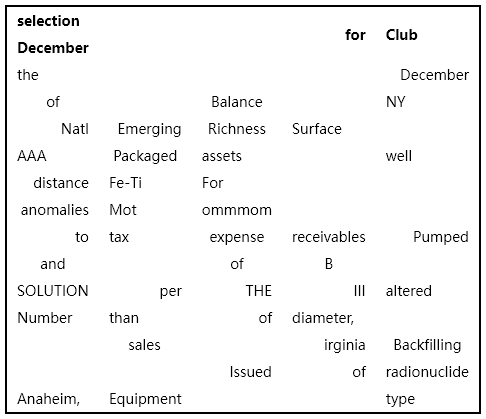 selection December for Club
the December
of Balance NY
Natl Emerging Richness Surface
AAA Packaged assets well
distance Fe-Ti For
anomalies Mot ommmom
to tax expense receivables Pumped
and of B
SOLUTION per THE III altered
Number than of diameter,
sales irginia Backfilling
Issued of radionuclide
Anaheim, Equipment type